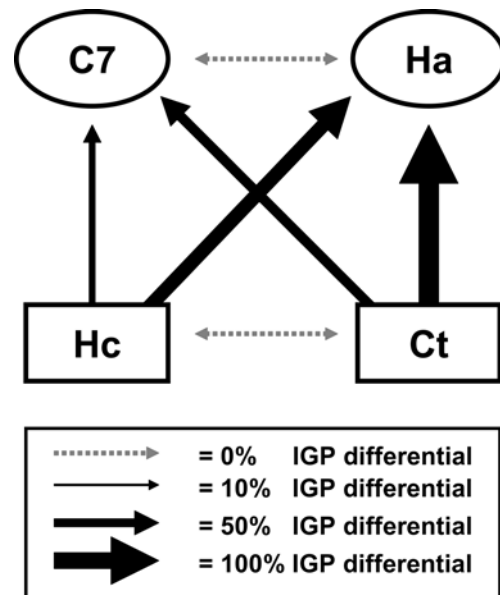 C7 Ha
Hc Ct
= 0% IGP differential
= 10% IGP differential
= 50% IGP differential
= 100% IGP differential